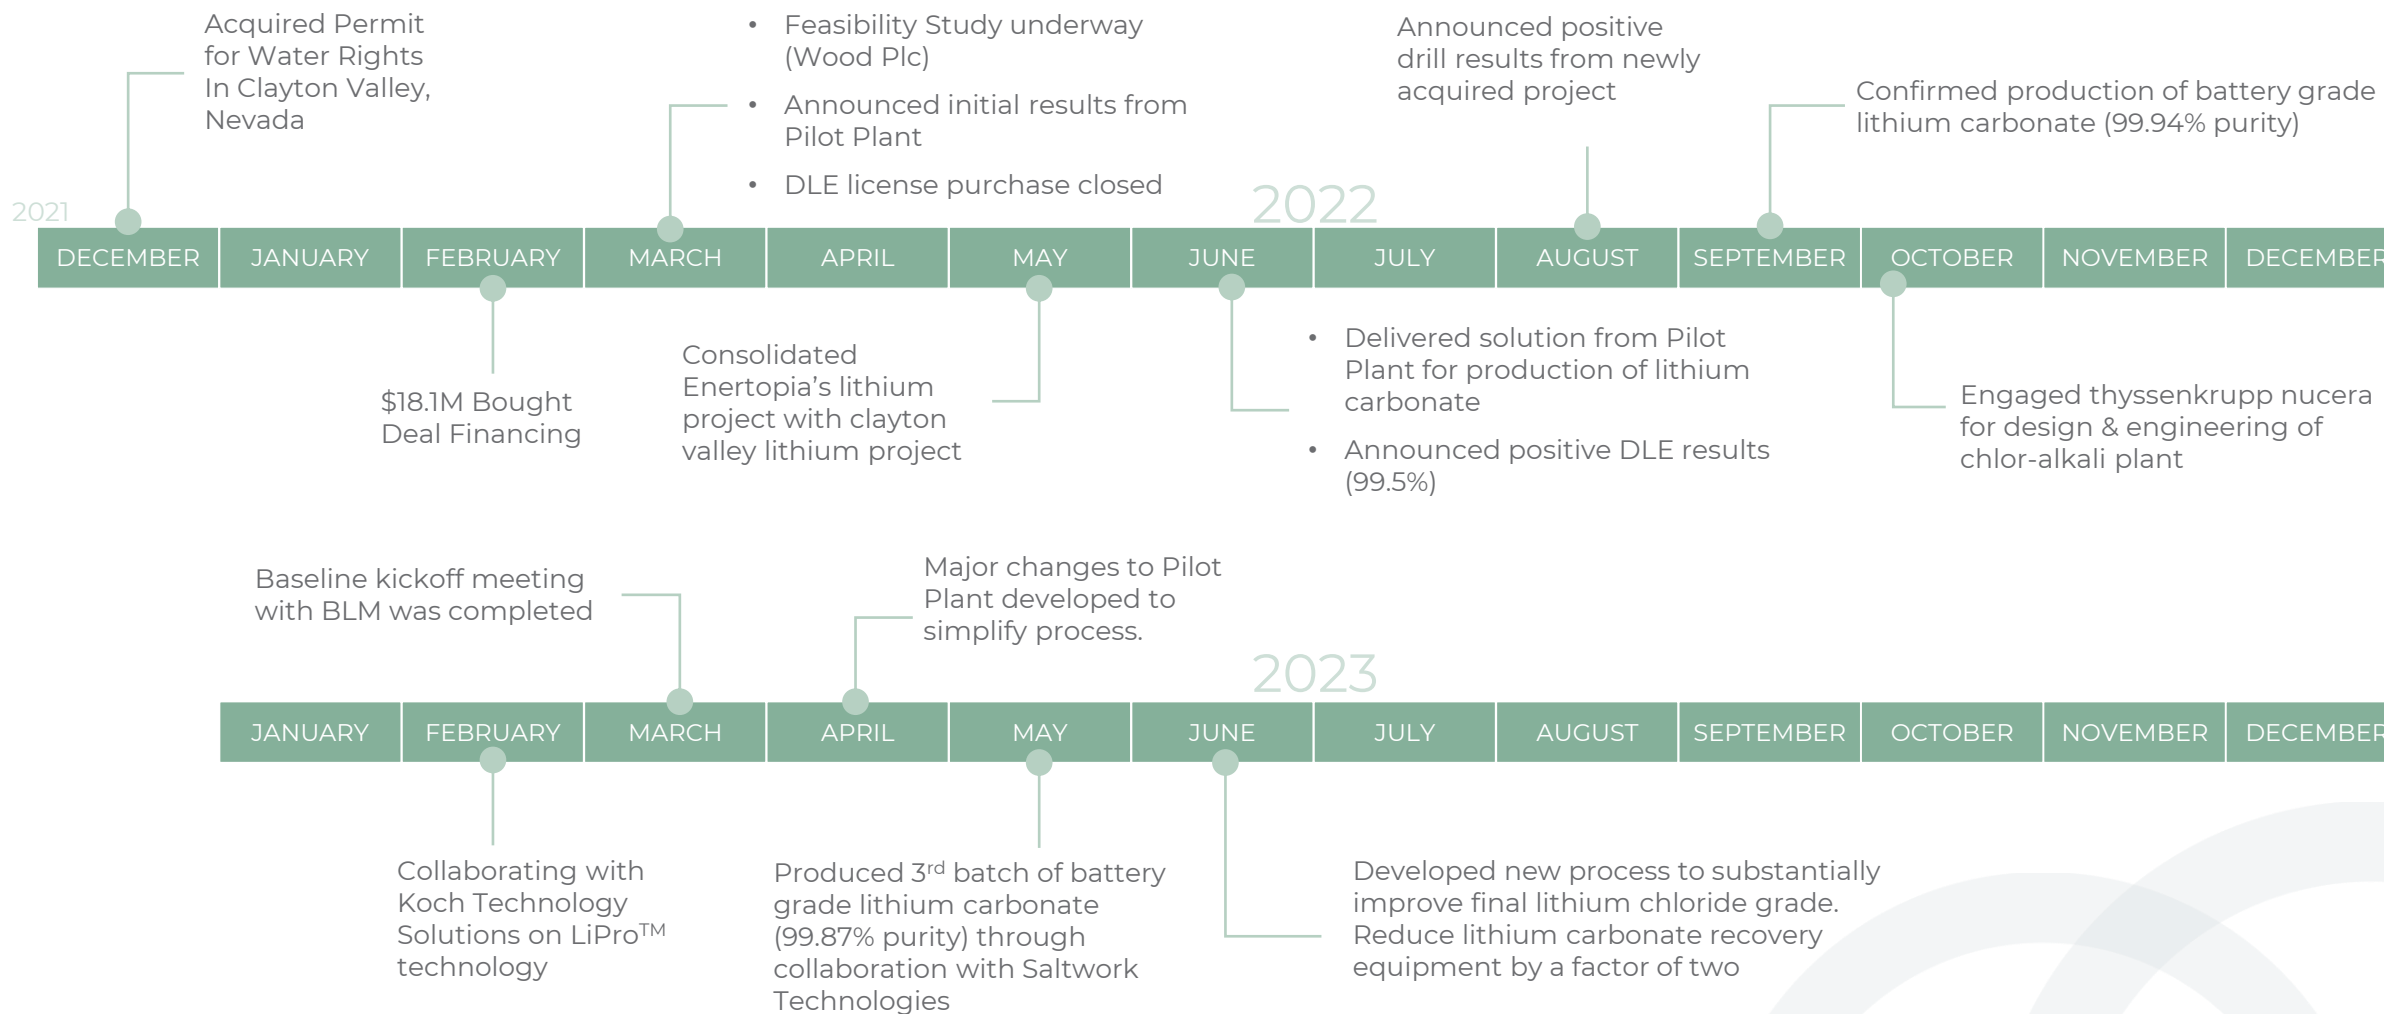 Acquired Permit
for Water Rights
In Clayton Valley,
Nevada
• Feasibility Study underway
(Wood Plc)
• Announced initial results from
Pilot Plant
• DLE license purchase closed
Announced positive
drill results from newly
acquired project
Confirmed production of battery grade
lithium carbonate (99.94% purity)
2021
2022
DECEMBER JANUARY FEBRUARY MARCH APRIL MAY JUNE JULY AUGUST SEPTEMBER OCTOBER NOVEMBER DECEMBER
$18.1M Bought
Deal Financing
Consolidated
Enertopia’s lithium
project with clayton
valley lithium project
• Delivered solution from Pilot
Plant for production of lithium
carbonate
• Announced positive DLE results
(99.5%)
Engaged thyssenkrupp nucera
for design & engineering of
chlor-alkali plant
Baseline kickoff meeting
with BLM was completed
Major changes to Pilot
Plant developed to
simplify process.
2023
JANUARY FEBRUARY MARCH APRIL MAY JUNE JULY AUGUST SEPTEMBER OCTOBER NOVEMBER DECEMBER
Collaborating with
Koch Technology
Solutions on LiPro™
technology
Produced 3rd batch of battery
grade lithium carbonate
(99.87% purity) through
collaboration with Saltwork
Technologies
Developed new process to substantially
improve final lithium chloride grade.
Reduce lithium carbonate recovery
equipment by a factor of two